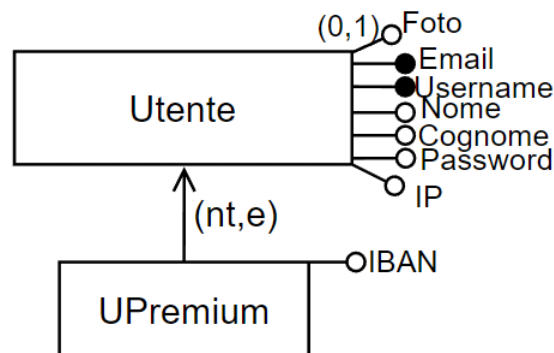 (0,1) Foto
Email
Username
Utente
Nome
Cognome
Password
IP
(nt,e)
IBAN
UPremium